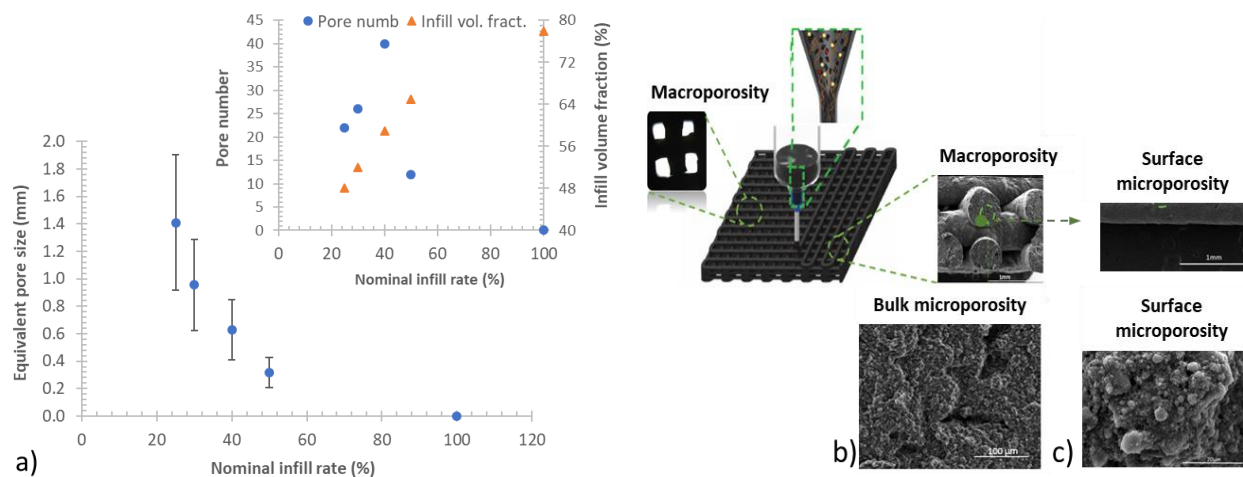 Pore numb
Infill vol. fract.
45
40
35
30
25
20
15
10
5
0
Pore number
80
72
64
56
48
40
Infill volume fraction (%)
0
20
40
60
80
100
Nominal infill rate (%)
2.0
1.8
1.6
1.4
1.2
1.0
0.8
0.6
0.4
0.2
0.0
Equivalent pore size (mm)
0
20
40
60
80
100
120
Nominal infill rate (%)
a)
Macroporosity
Macroporosity
1mm
Surface
microporosity
1mm
Bulk microporosity
100 µm
b)
Surface
microporosity
c)